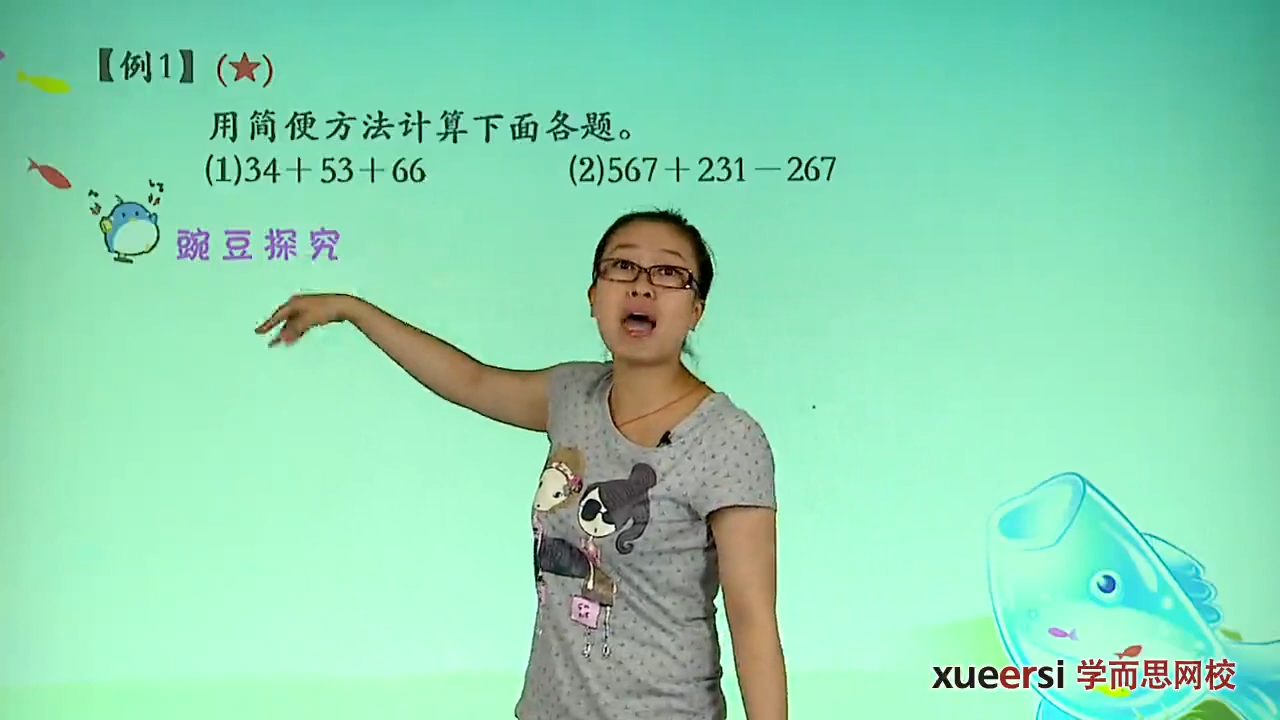 【例1】(★)
用简便方法计算下面各题。
(1)34+53+66 (2)567+231-267
豌豆探究
xueersi 学而思网校